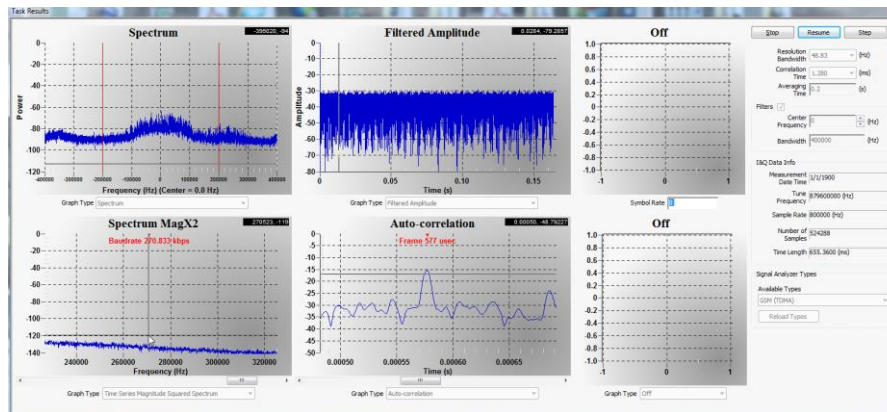 Task Results
Spectrum
-395020, -94
0
-20
-40
-60
-80
-100
-120
Power
-400000 -300000 -200000 -100000 0 100000 200000 300000 400000
Frequency (Hz) (Center = 0.0 Hz)
Graph Type Spectrum
Filtered Amplitude
0.0284, -79.2857
0
-10
-20
-30
-40
-50
-60
-70
-80
Amplitude
0 0.05 0.10 0.15
Time (s)
Graph Type Filtered Amplitude
Off
1.0
0.8
0.6
0.4
0.2
0
-0.2
-0.4
-0.6
-0.8
-1.0
-1 0 1
Symbol Rate 0
Stop Resume Step
Resolution Bandwidth 48.83 (Hz)
Correlation Time 1.280 (ms)
Averaging Time 0.2 (s)
Filters
Center Frequency 0 (Hz)
Bandwidth 400000 (Hz)
I&Q Data Info
Measurement Date Time 1/1/1900
Tune Frequency 879600000 (Hz)
Sample Rate 800000 (Hz)
Number of Samples 524288
Time Length 655.3600 (ms)
Signal Analyzer Types
Available Types
GSM (TDMA)
Reload Types
Spectrum MagX2
270523, -119
Baudrate 270.833 kbps
0
-20
-40
-60
-80
-100
-120
-140
240000 260000 280000 300000 320000
Frequency (Hz)
Graph Type Time Series Magnitude Squared Spectrum
Auto-correlation
0.00050, -48.79227
Frame 577 usec
0
-5
-10
-15
-20
-25
-30
-35
-40
-45
-50
0.00050 0.00055 0.00060 0.00065
Time (s)
Graph Type Auto-correlation
Off
1.0
0.8
0.6
0.4
0.2
0
-0.2
-0.4
-0.6
-0.8
-1.0
-1 0 1
Graph Type Off